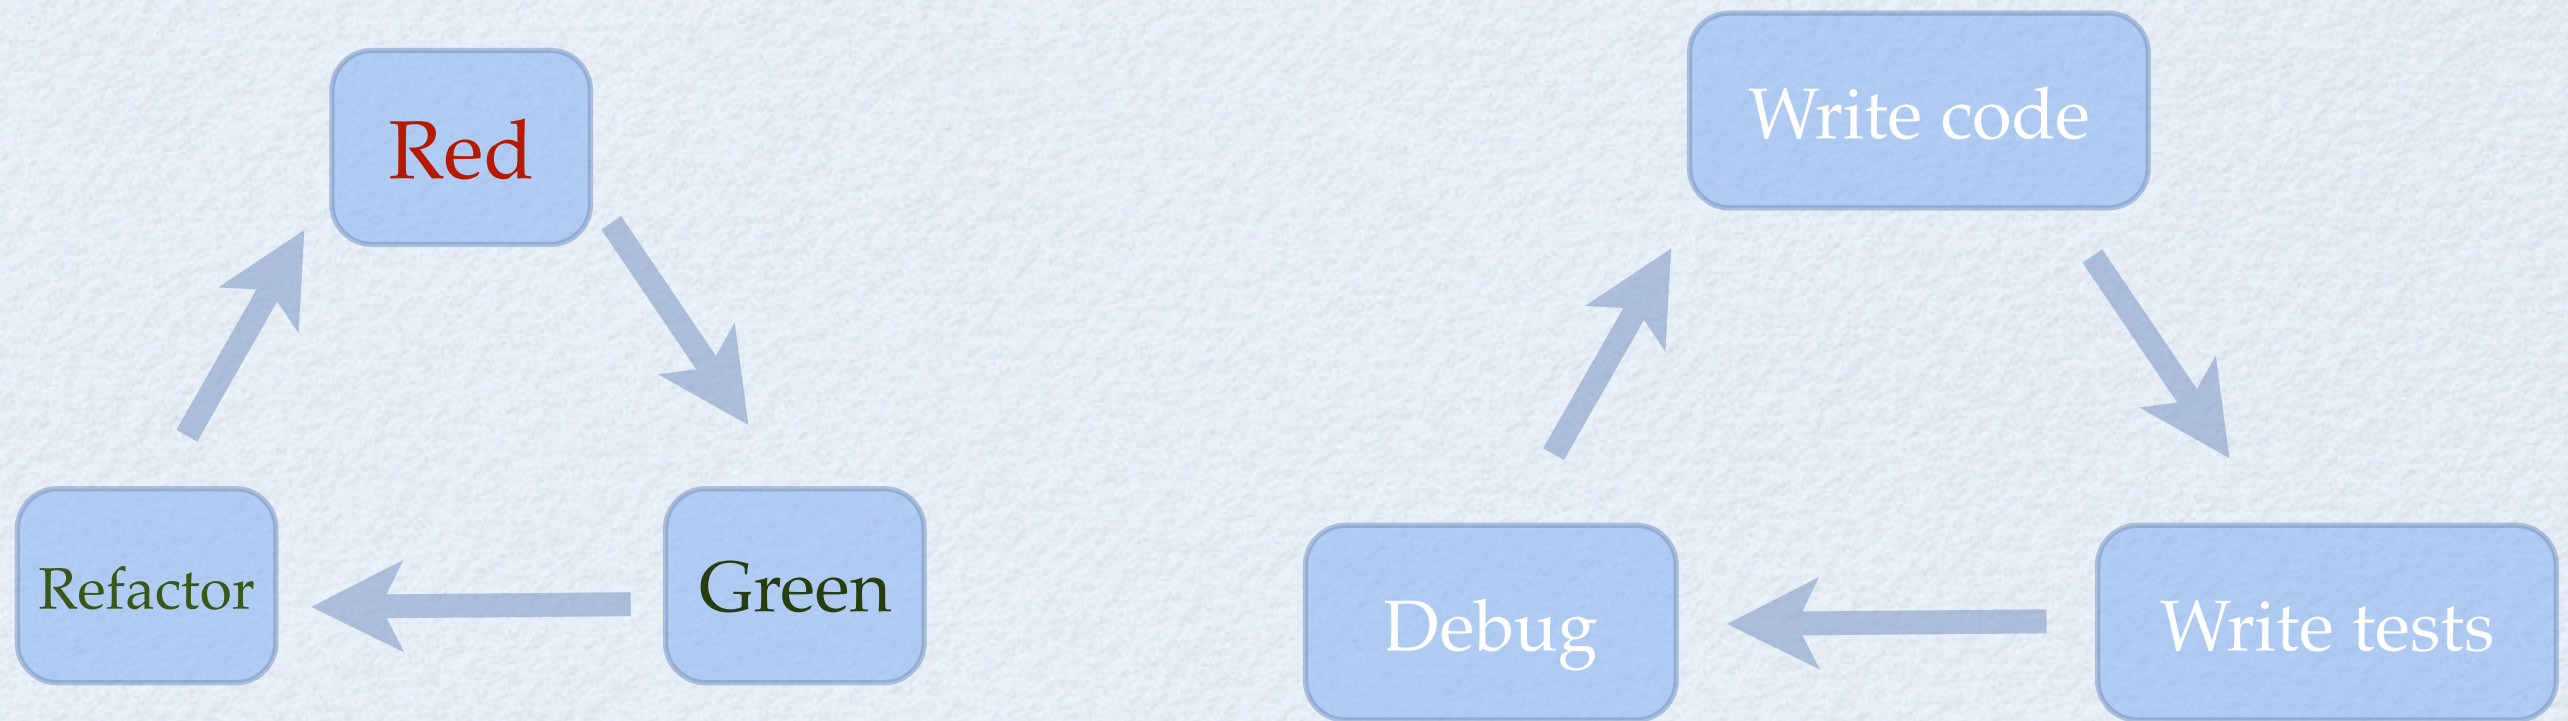 Red
Green
Refactor
Write code
Write tests
Debug